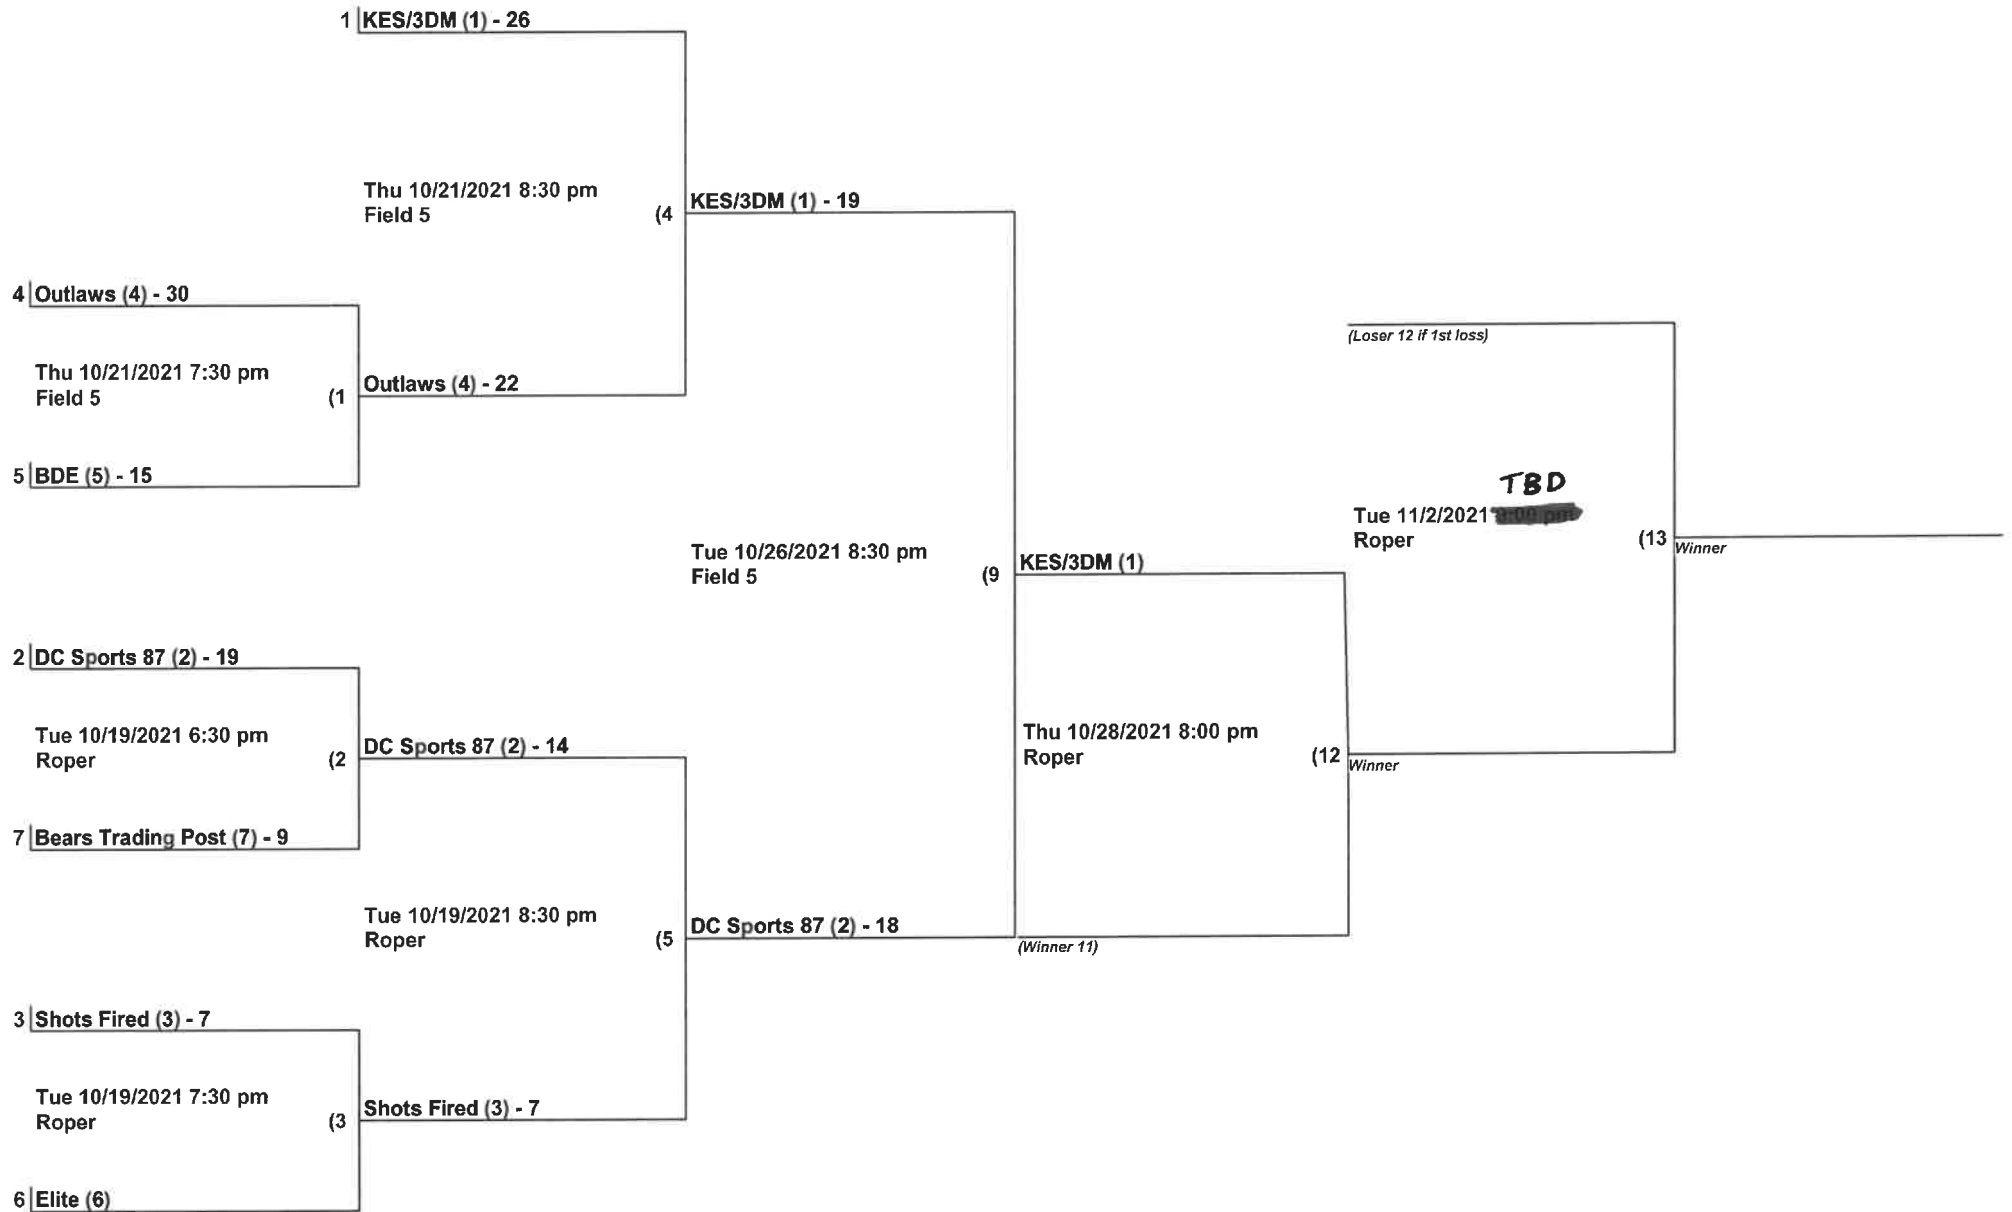 1 KES/3DM (1) - 26
Thu 10/21/2021 8:30 pm
Field 5
(4
KES/3DM (1) - 19
4 Outlaws (4) - 30
Thu 10/21/2021 7:30 pm
Field 5
(1
Outlaws (4) - 22
5 BDE (5) - 15
(Loser 12 if 1st loss)
TBD
Tue 11/2/2021
Roper
(13
Winner
Tue 10/26/2021 8:30 pm
Field 5
(9
KES/3DM (1)
2 DC Sports 87 (2) - 19
Tue 10/19/2021 6:30 pm
Roper
(2
DC Sports 87 (2) - 14
7 Bears Trading Post (7) - 9
Thu 10/28/2021 8:00 pm
Roper
(12
Winner
Tue 10/19/2021 8:30 pm
Roper
(5
DC Sports 87 (2) - 18
(Winner 11)
3 Shots Fired (3) - 7
Tue 10/19/2021 7:30 pm
Roper
(3
Shots Fired (3) - 7
6 Elite (6)